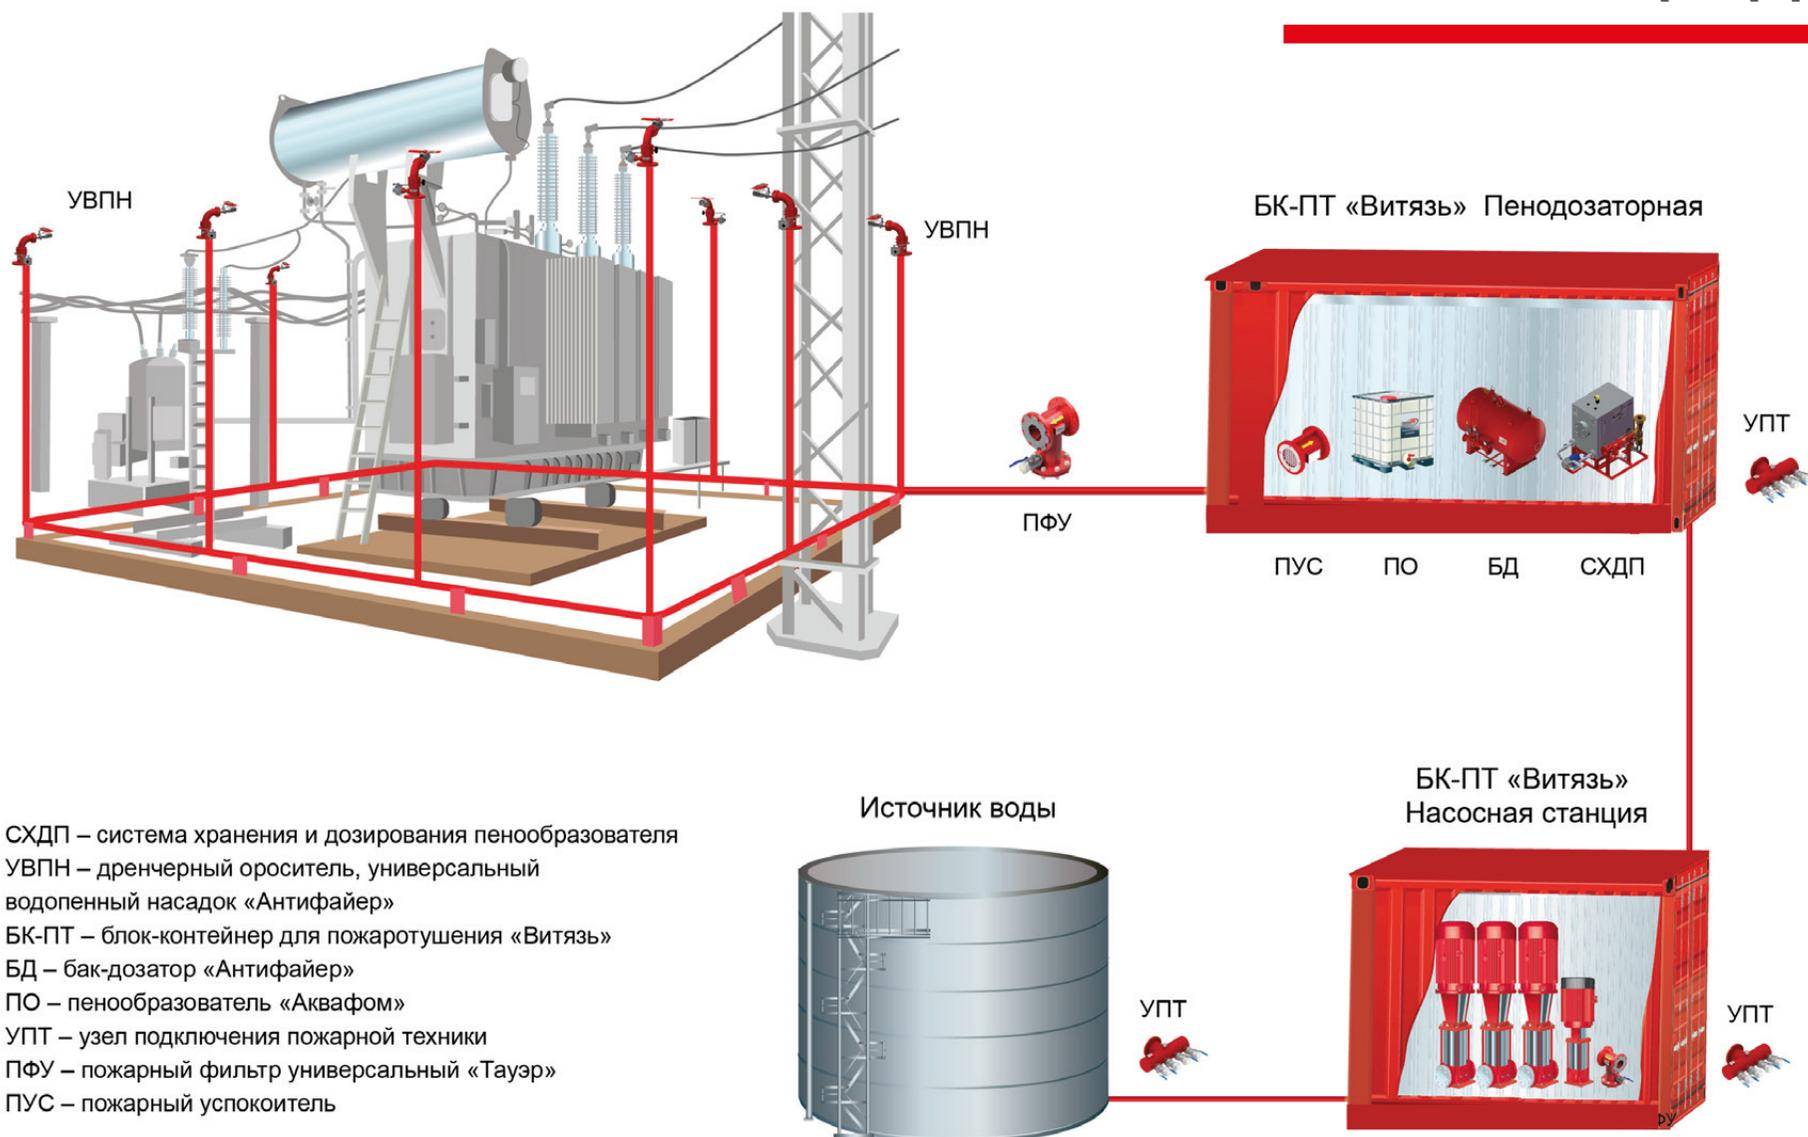 УВПН
УВПН
БК-ПТ «Витязь» Пенодозаторная
УПТ
ПФУ
ПУС
ПО
БД
СХДП
БК-ПТ «Витязь»
Насосная станция
Источник воды
УПТ
УПТ
СХДП – система хранения и дозирования пенообразователя
УВПН – дренчерный ороситель, универсальный
водопенный насадок «Антифайер»
БК-ПТ – блок-контейнер для пожаротушения «Витязь»
БД – бак-дозатор «Антифайер»
ПО – пенообразователь «Аквафом»
УПТ – узел подключения пожарной техники
ПФУ – пожарный фильтр универсальный «Тауэр»
ПУС – пожарный успокоитель